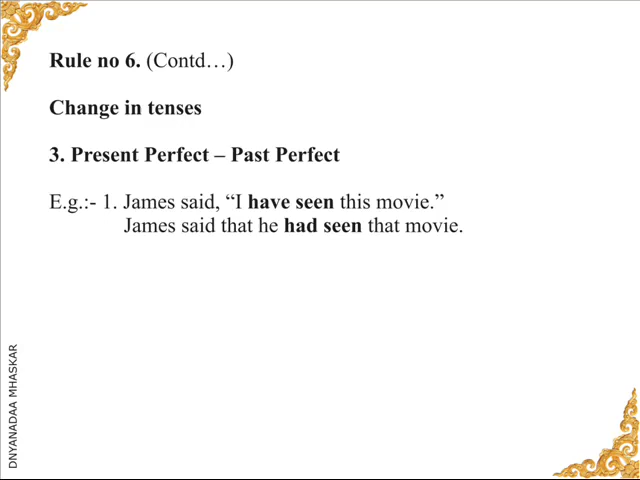 Rule no 6. (Contd…)
Change in tenses
3. Present Perfect – Past Perfect
E.g.:- 1. James said, “I have seen this movie.”
James said that he had seen that movie.
DNYANADAA MHASKAR